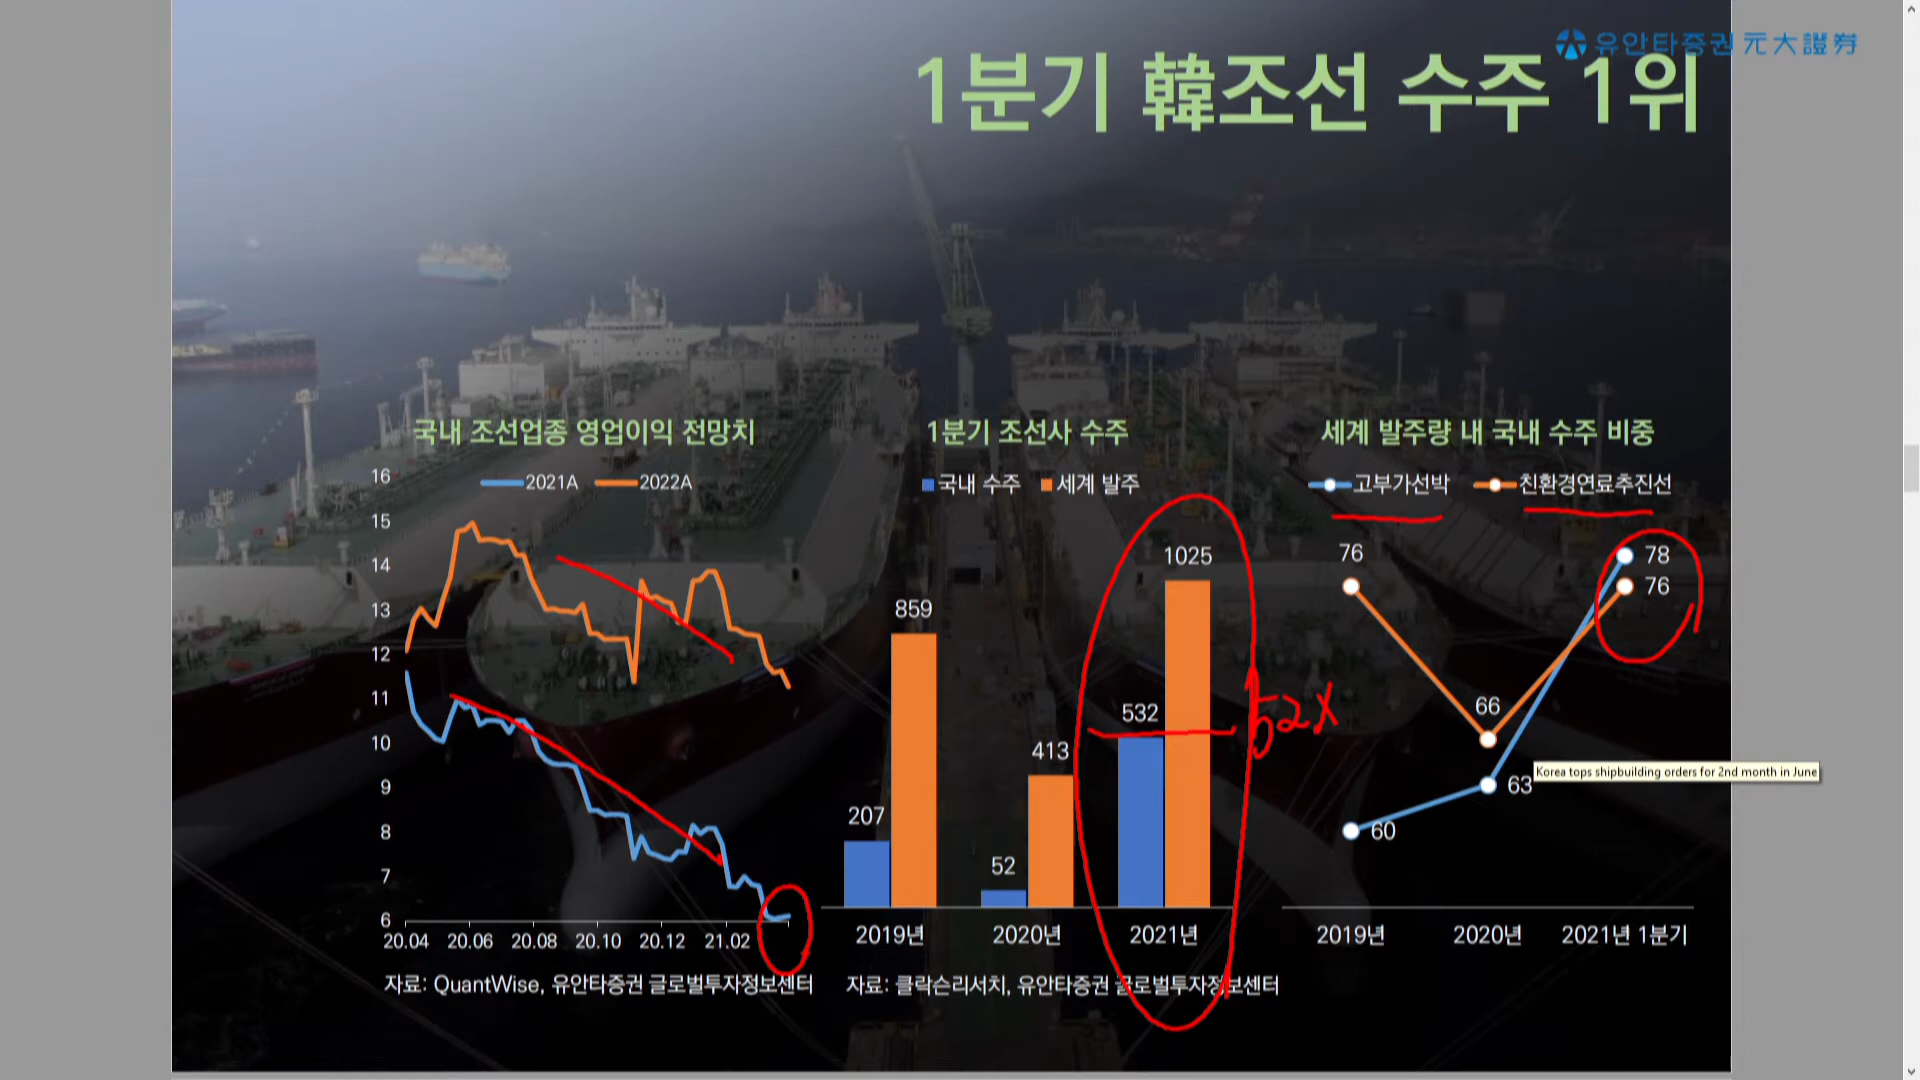 유안타증권 元大證券
1분기 韓조선 수주 1위
국내 조선업종 영업이익 전망치
2021A 2022A
16
15
14
13
12
11
10
9
8
7
6
20.04 20.06 20.08 20.10 20.12 21.02
자료: QuantWise, 유안타증권 글로벌투자정보센터
1분기 조선사 수주
국내 수주 세계 발주
207 859
52 413
532 1025
52%
2019년 2020년 2021년
자료: 클락슨리서치, 유안타증권 글로벌투자정보센터
세계 발주량 내 국내 수주 비중
고부가선박 친환경연료추진선
76
66
78
76
60
63
Korea tops shipbuilding orders for 2nd month in June
2019년 2020년 2021년 1분기